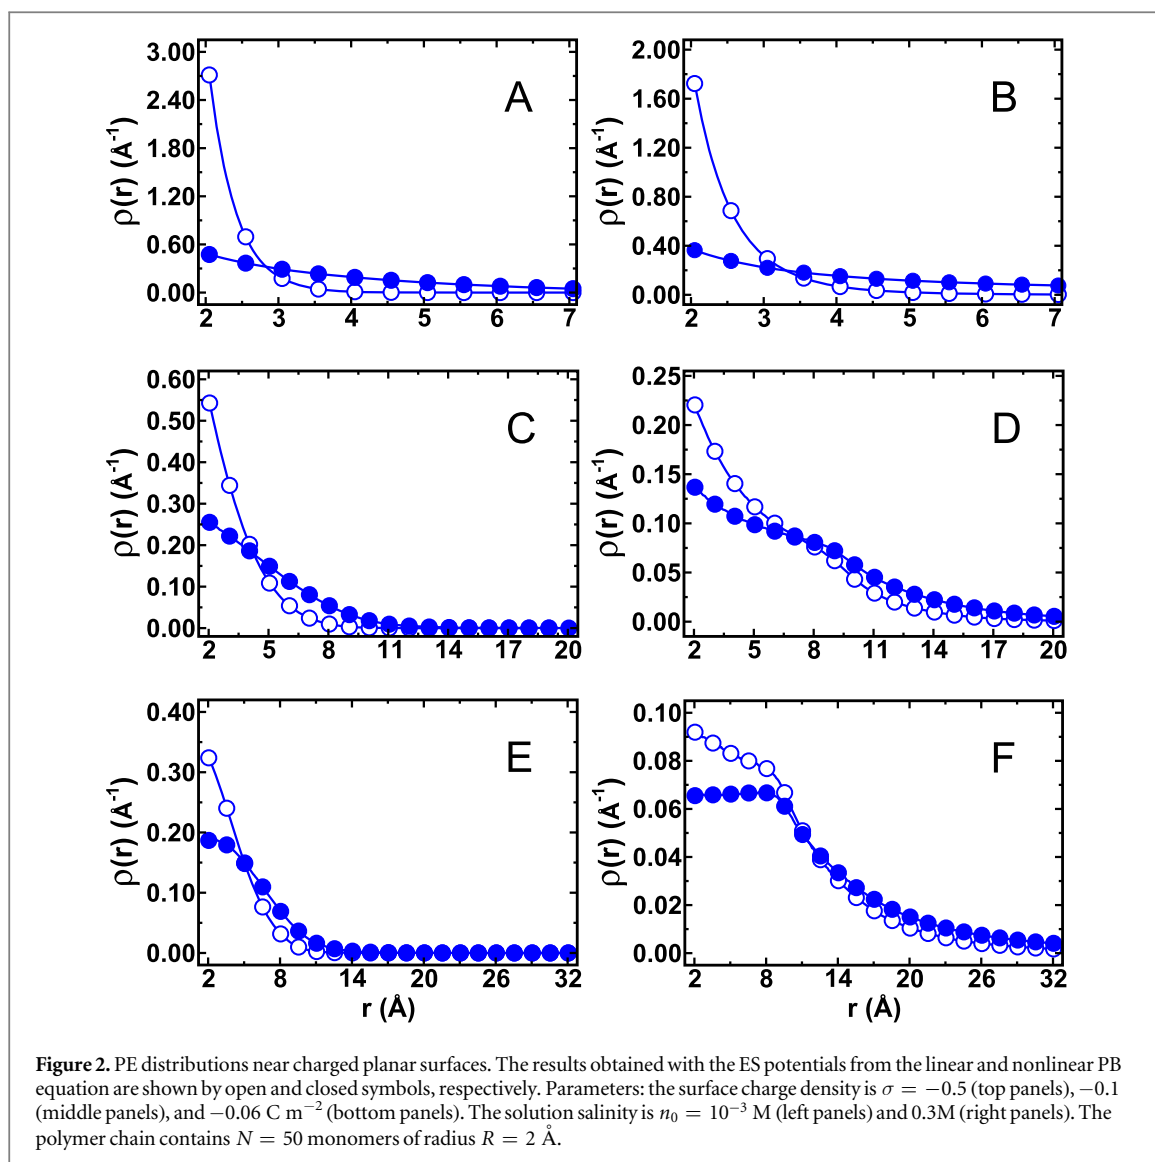 A
ρ(r) (Å⁻¹)
3.00
2.40
1.80
1.20
0.60
0.00
2 3 4 5 6 7
B
ρ(r) (Å⁻¹)
2.00
1.60
1.20
0.80
0.40
0.00
2 3 4 5 6 7
C
ρ(r) (Å⁻¹)
0.60
0.50
0.40
0.30
0.20
0.10
0.00
2 5 8 11 14 17 20
D
ρ(r) (Å⁻¹)
0.25
0.20
0.15
0.10
0.05
0.00
2 5 8 11 14 17 20
E
ρ(r) (Å⁻¹)
0.40
0.30
0.20
0.10
0.00
2 8 14 20 26 32
r (Å)
F
ρ(r) (Å⁻¹)
0.10
0.08
0.06
0.04
0.02
0.00
2 8 14 20 26 32
r (Å)
Figure 2. PE distributions near charged planar surfaces. The results obtained with the ES potentials from the linear and nonlinear PB
equation are shown by open and closed symbols, respectively. Parameters: the surface charge density is σ = −0.5 (top panels), −0.1
(middle panels), and −0.06 C m⁻² (bottom panels). The solution salinity is n₀ = 10⁻³ M (left panels) and 0.3M (right panels). The
polymer chain contains N = 50 monomers of radius R = 2 Å.